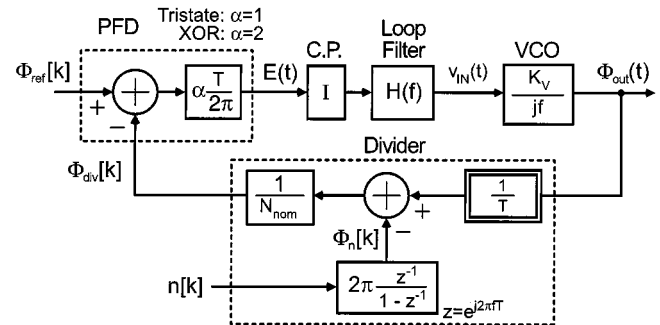 Tristate: α=1
PFD XOR: α=2
Φref[k]
+
−
α T/2π
E(t)
C.P.
I
Loop
Filter
H(f)
vIN(t)
VCO
KV/jf
Φout(t)
Φdiv[k]
Divider
1/Nnom
+
−
1/T
Φn[k]
n[k]
2π z^-1/(1 - z^-1)
z=e^j2πfT